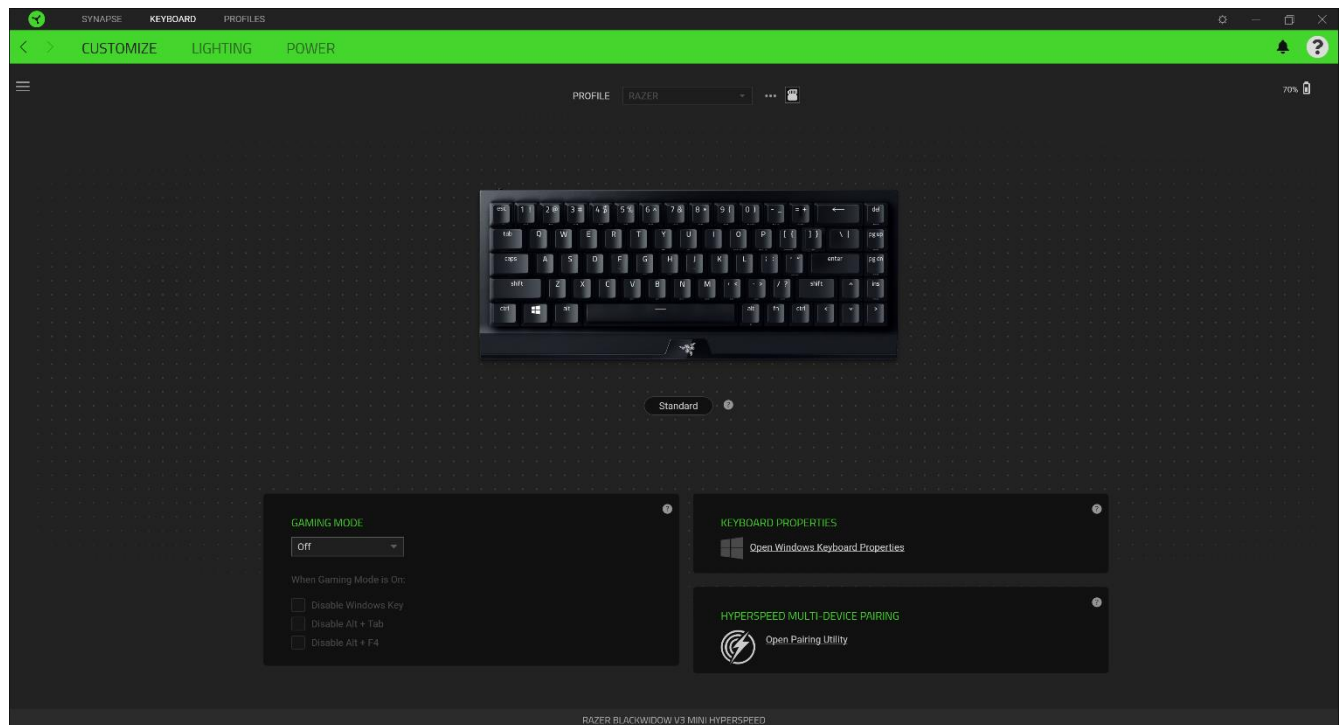 SYNAPSE KEYBOARD PROFILES
CUSTOMIZE LIGHTING POWER
PROFILE RAZER
70%
esc 1 ! 2 @ 3 # 4 $ 5 % 6 ^ 7 & 8 * 9 ( 0 ) - _ = + ← del
tab Q W E R T Y U I O P [ { ] } \ | pg up
caps A S D F G H J K L ; : ' " enter pg dn
shift Z X C V B N M , < . > / ? shift ^ ins
ctrl alt alt fn ctrl < >
Standard
GAMING MODE
Off
When Gaming Mode is On:
Disable Windows Key
Disable Alt + Tab
Disable Alt + F4
KEYBOARD PROPERTIES
Open Windows Keyboard Properties
HYPERSPEED MULTI-DEVICE PAIRING
Open Pairing Utility
RAZER BLACKWIDOW V3 MINI HYPERSPEED